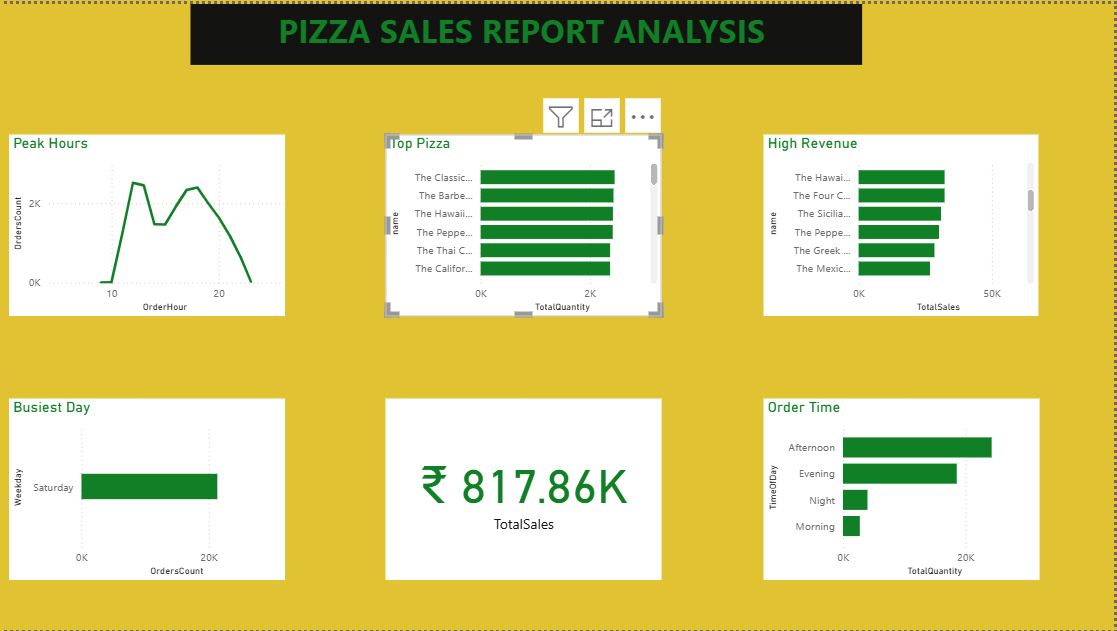 PIZZA SALES REPORT ANALYSIS
Peak Hours
OrdersCount
2K
0K
10
20
OrderHour
Top Pizza
name
The Classic...
The Barbe...
The Hawaii...
The Peppe...
The Thai C...
The Califor...
0K
2K
TotalQuantity
High Revenue
name
The Hawai...
The Four C...
The Sicilia...
The Peppe...
The Greek ...
The Mexic...
0K
50K
TotalSales
Busiest Day
Weekday
Saturday
0K
20K
OrdersCount
₹ 817.86K
TotalSales
Order Time
TimeOfDay
Afternoon
Evening
Night
Morning
0K
20K
TotalQuantity